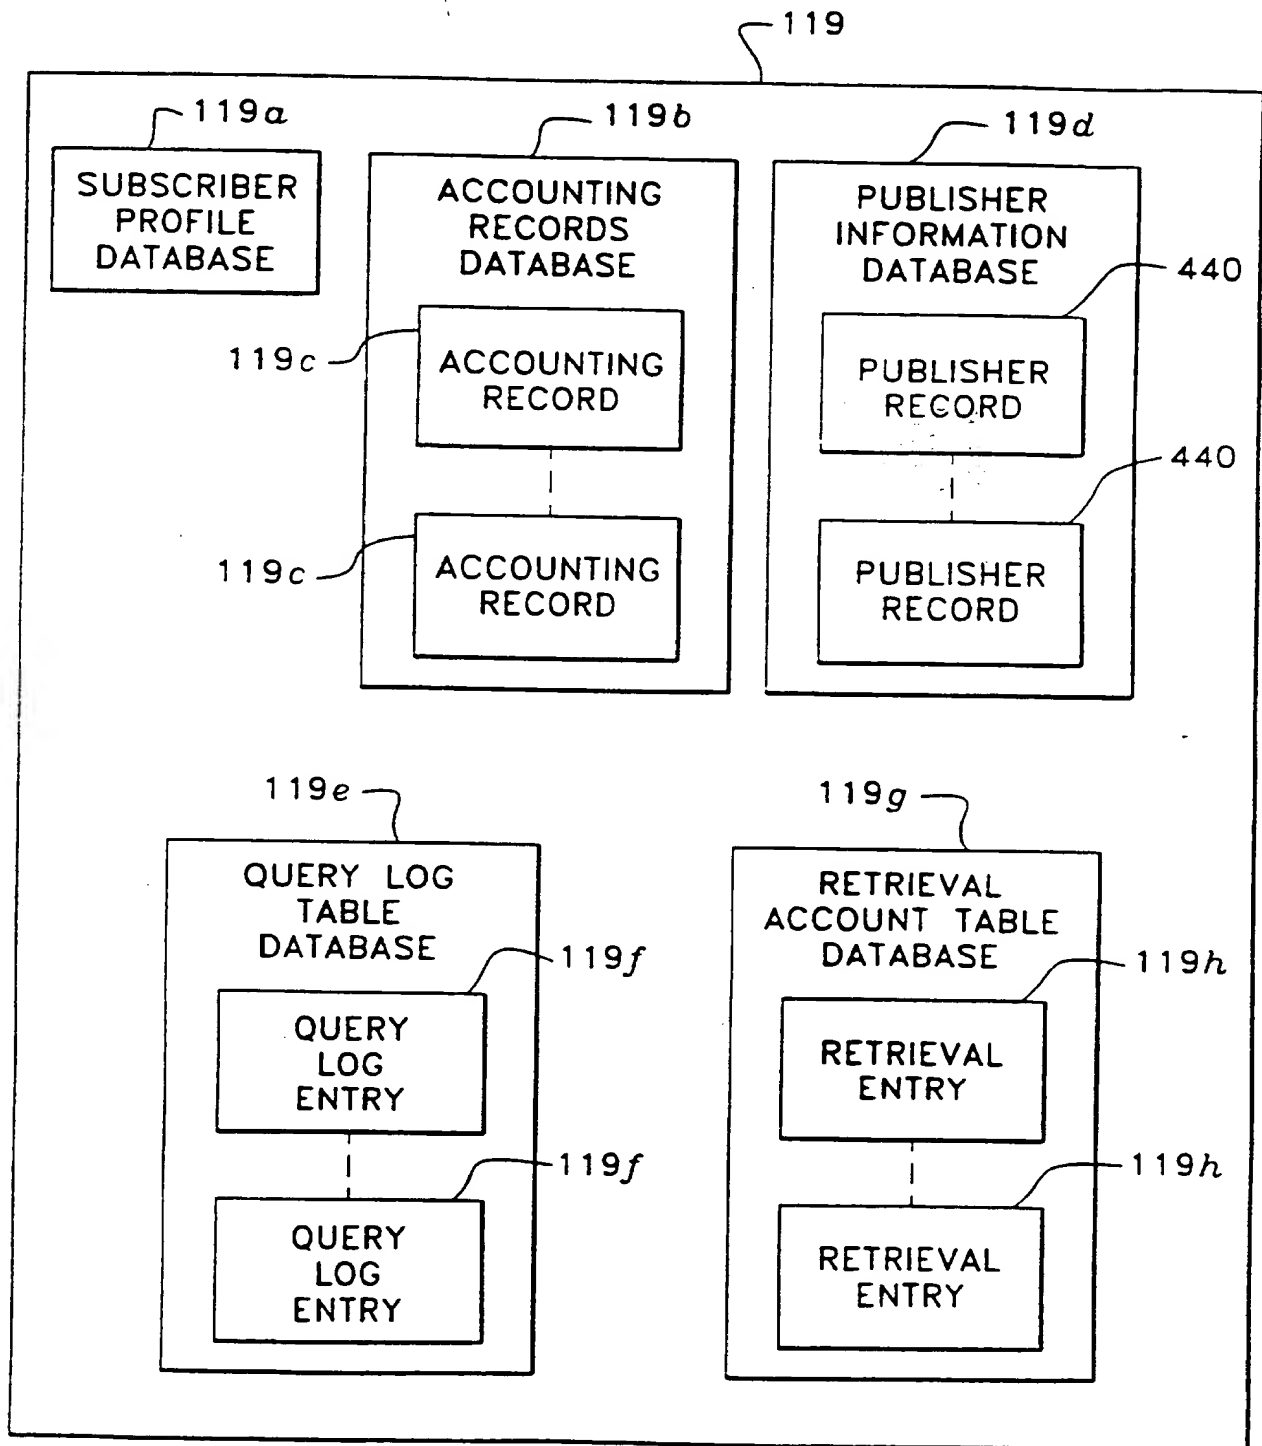 119
119a
SUBSCRIBER
PROFILE
DATABASE
119b
ACCOUNTING
RECORDS
DATABASE
119c
ACCOUNTING
RECORD
119c
ACCOUNTING
RECORD
119d
PUBLISHER
INFORMATION
DATABASE
440
PUBLISHER
RECORD
440
PUBLISHER
RECORD
119e
QUERY LOG
TABLE
DATABASE
119f
QUERY
LOG
ENTRY
119f
QUERY
LOG
ENTRY
119g
RETRIEVAL
ACCOUNT TABLE
DATABASE
119h
RETRIEVAL
ENTRY
119h
RETRIEVAL
ENTRY